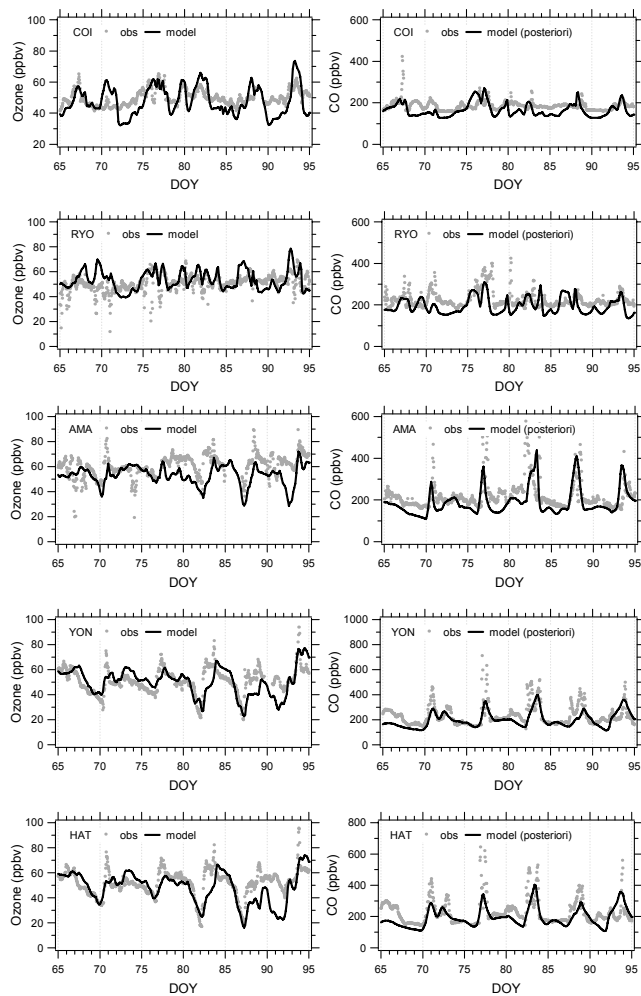 COI obs model
Ozone (ppbv)
100
80
60
40
20
65 70 75 80 85 90 95
DOY
COI obs model (posteriori)
CO (ppbv)
600
400
200
0
65 70 75 80 85 90 95
DOY
RYO obs model
Ozone (ppbv)
100
80
60
40
20
0
65 70 75 80 85 90 95
DOY
RYO obs model (posteriori)
CO (ppbv)
600
400
200
0
65 70 75 80 85 90 95
DOY
AMA obs model
Ozone (ppbv)
100
80
60
40
20
0
65 70 75 80 85 90 95
DOY
AMA obs model (posteriori)
CO (ppbv)
600
400
200
0
65 70 75 80 85 90 95
DOY
YON obs model
Ozone (ppbv)
100
80
60
40
20
0
65 70 75 80 85 90 95
DOY
YON obs model (posteriori)
CO (ppbv)
1000
800
600
400
200
0
65 70 75 80 85 90 95
DOY
HAT obs model
Ozone (ppbv)
100
80
60
40
20
0
65 70 75 80 85 90 95
DOY
HAT obs model (posteriori)
CO (ppbv)
800
600
400
200
0
65 70 75 80 85 90 95
DOY